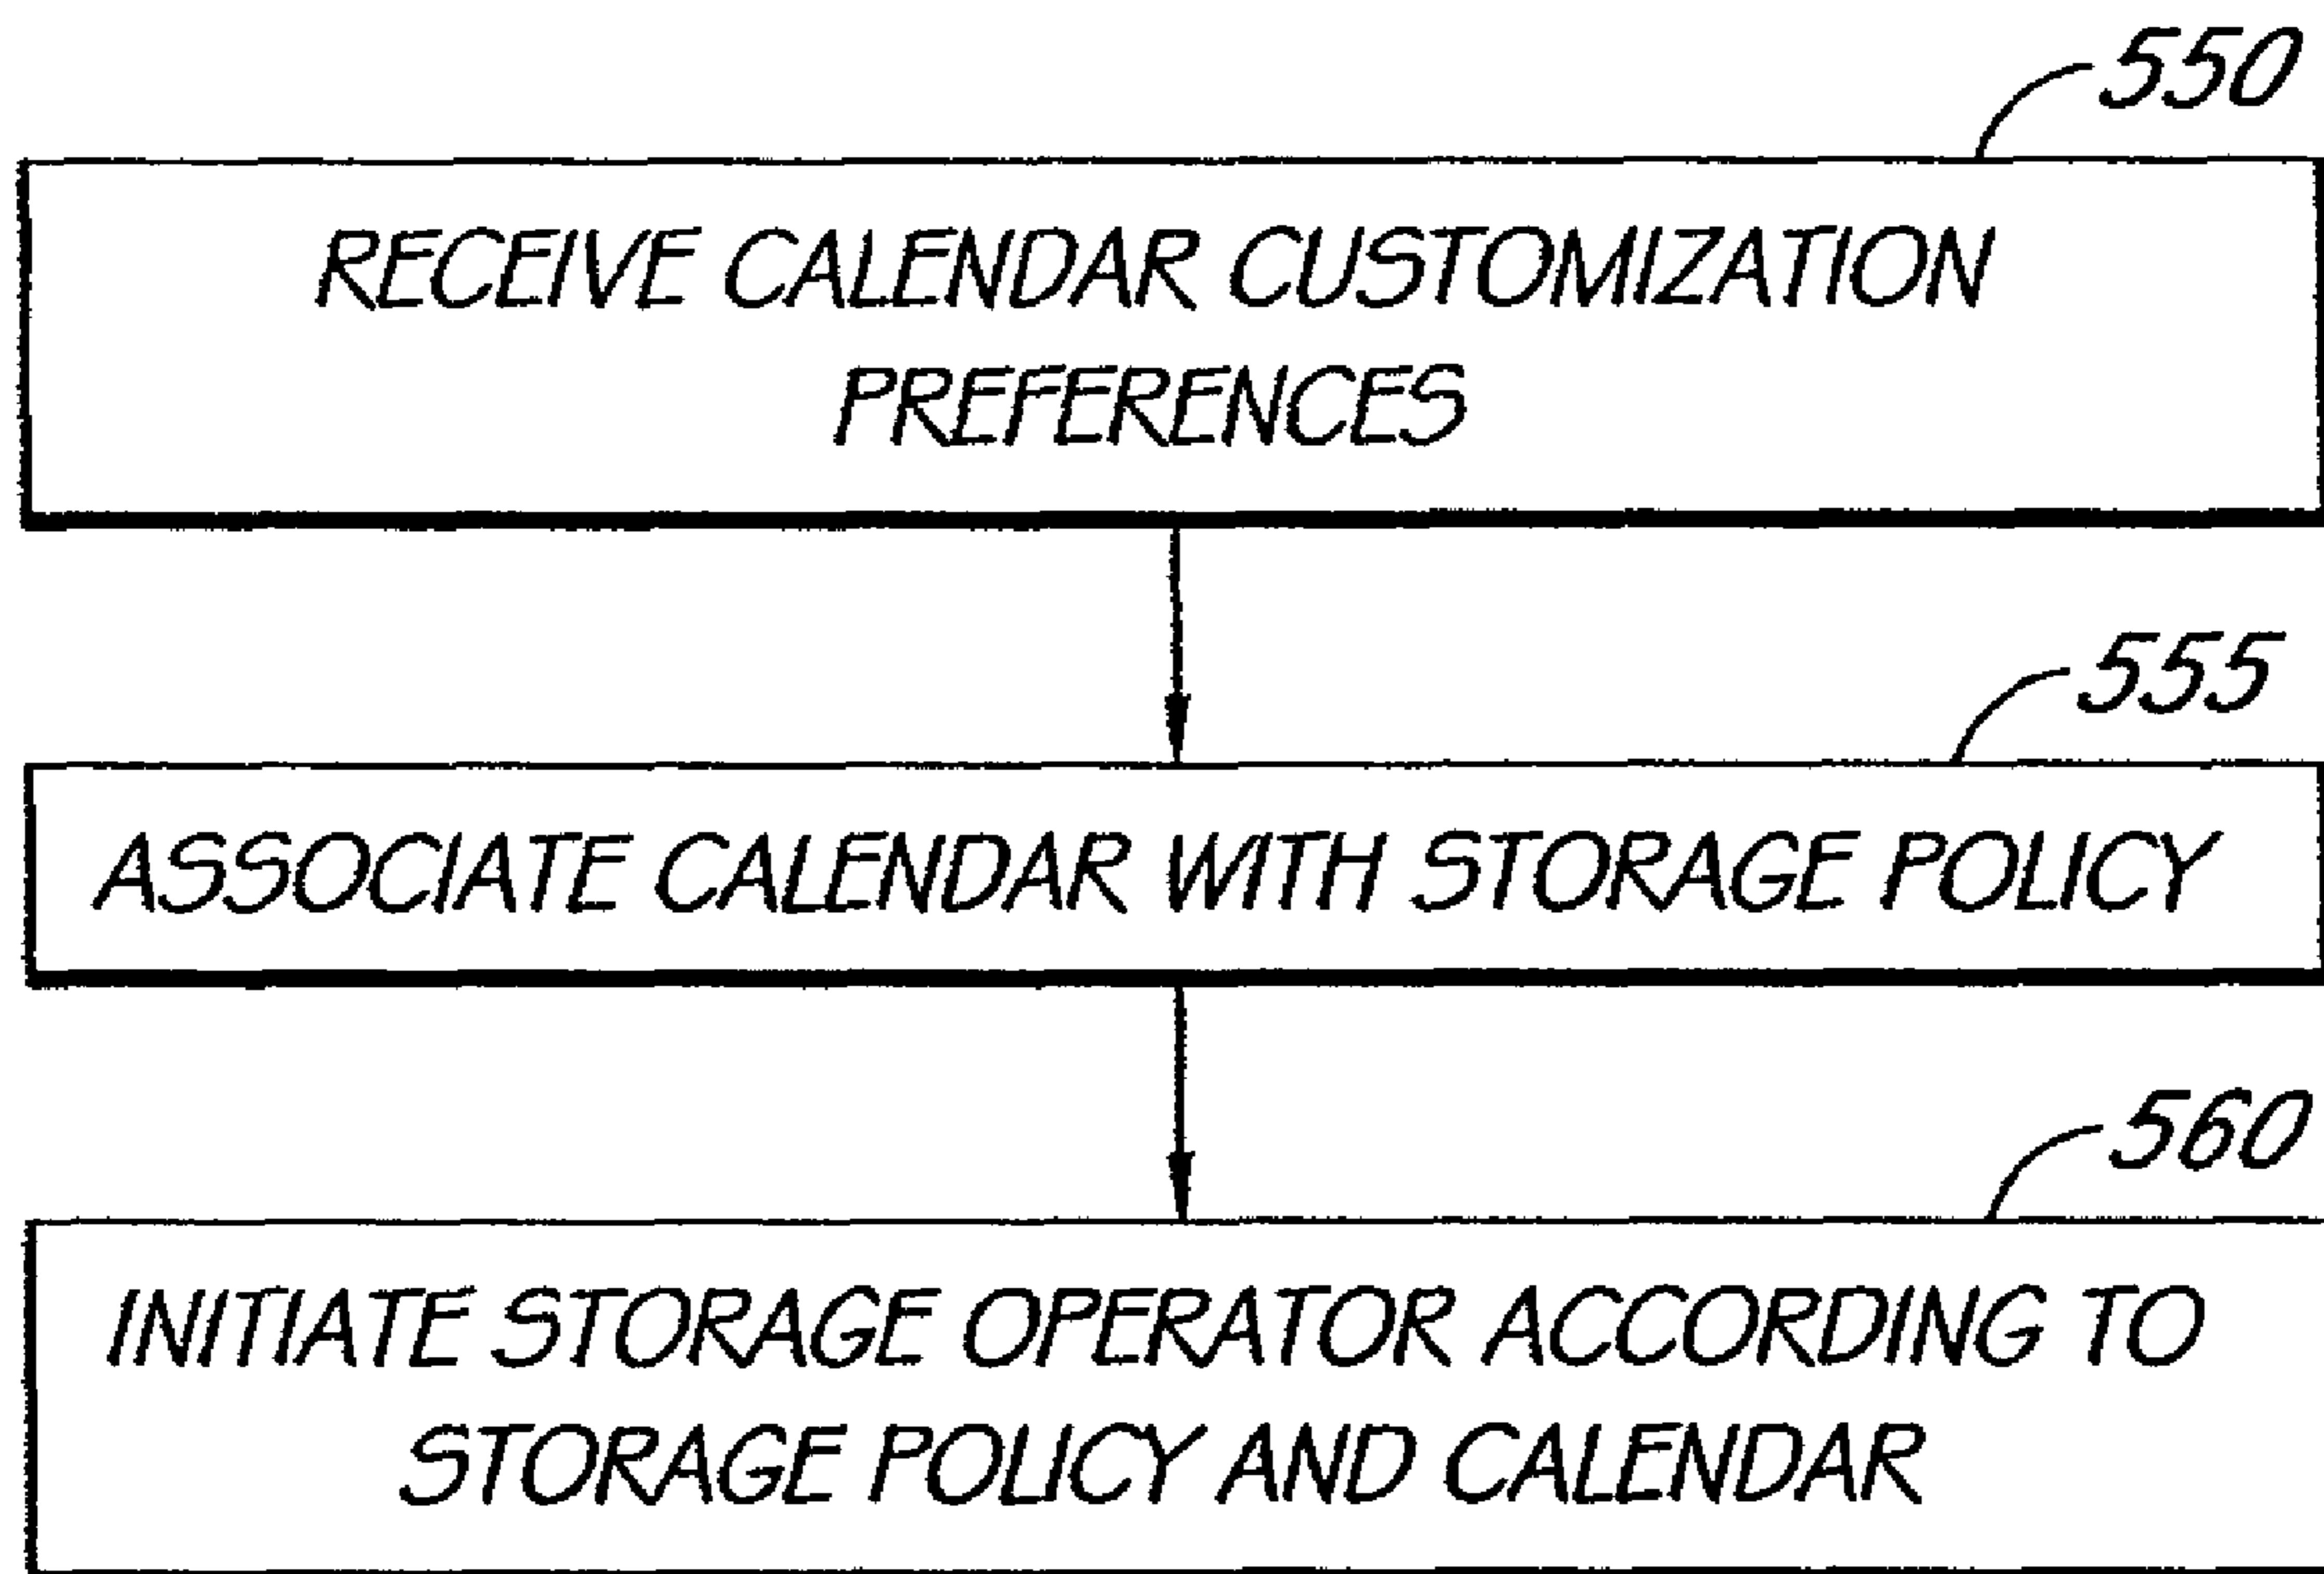 550
RECEIVE CALENDAR CUSTOMIZATION
PREFERENCES
555
ASSOCIATE CALENDAR WITH STORAGE POLICY
560
INITIATE STORAGE OPERATOR ACCORDING TO
STORAGE POLICY AND CALENDAR